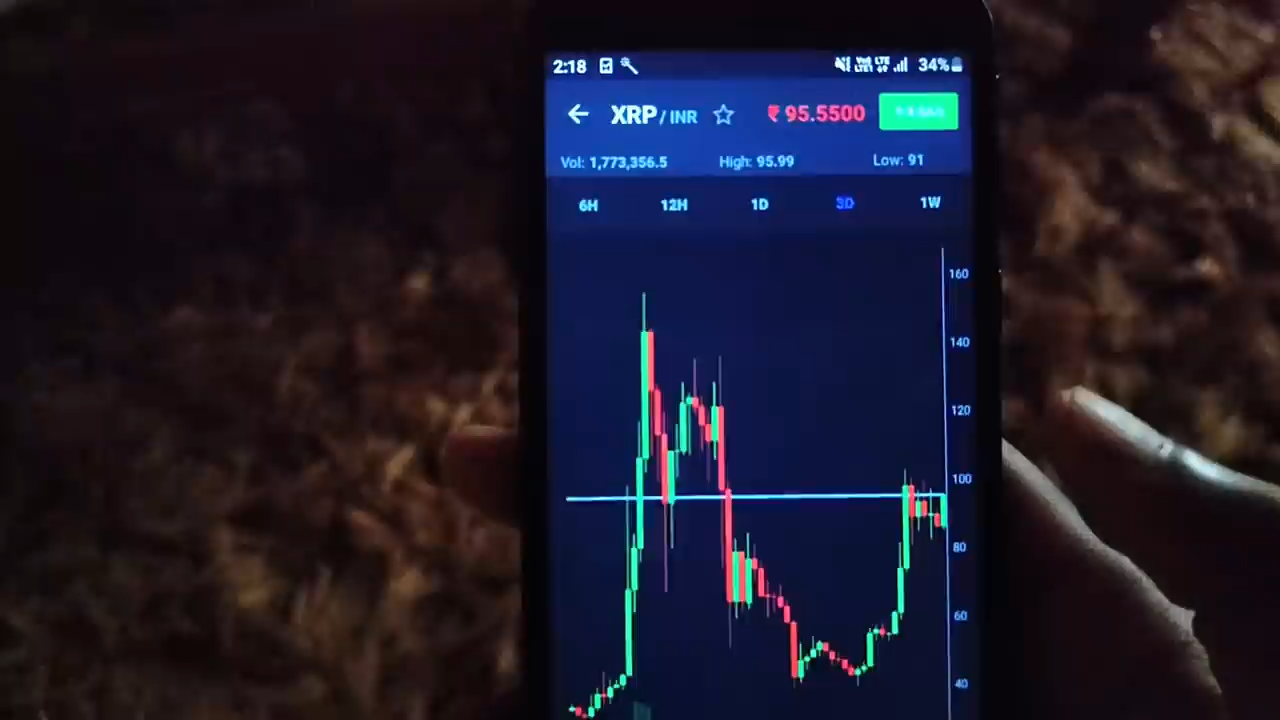 2:18 34%
XRP / INR ₹ 95.5500
Vol: 1,773,356.5 High: 95.99 Low: 91
6H 12H 1D 3D 1W
160
140
120
100
80
60
40